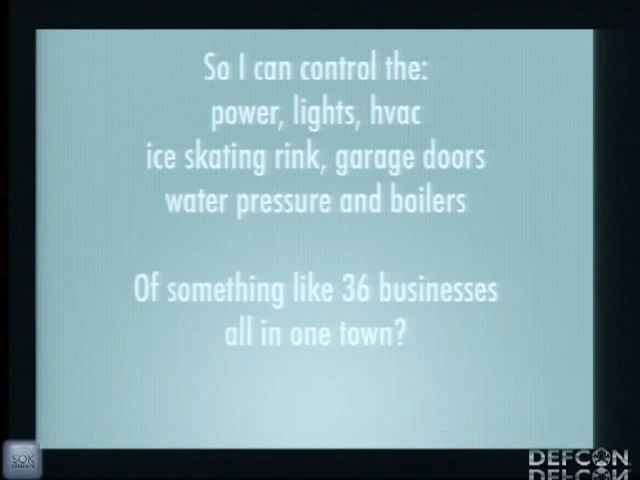 So I can control the:
power, lights, hvac
ice skating rink, garage doors
water pressure and boilers
Of something like 36 businesses
all in one town?
SOK
DEFCON